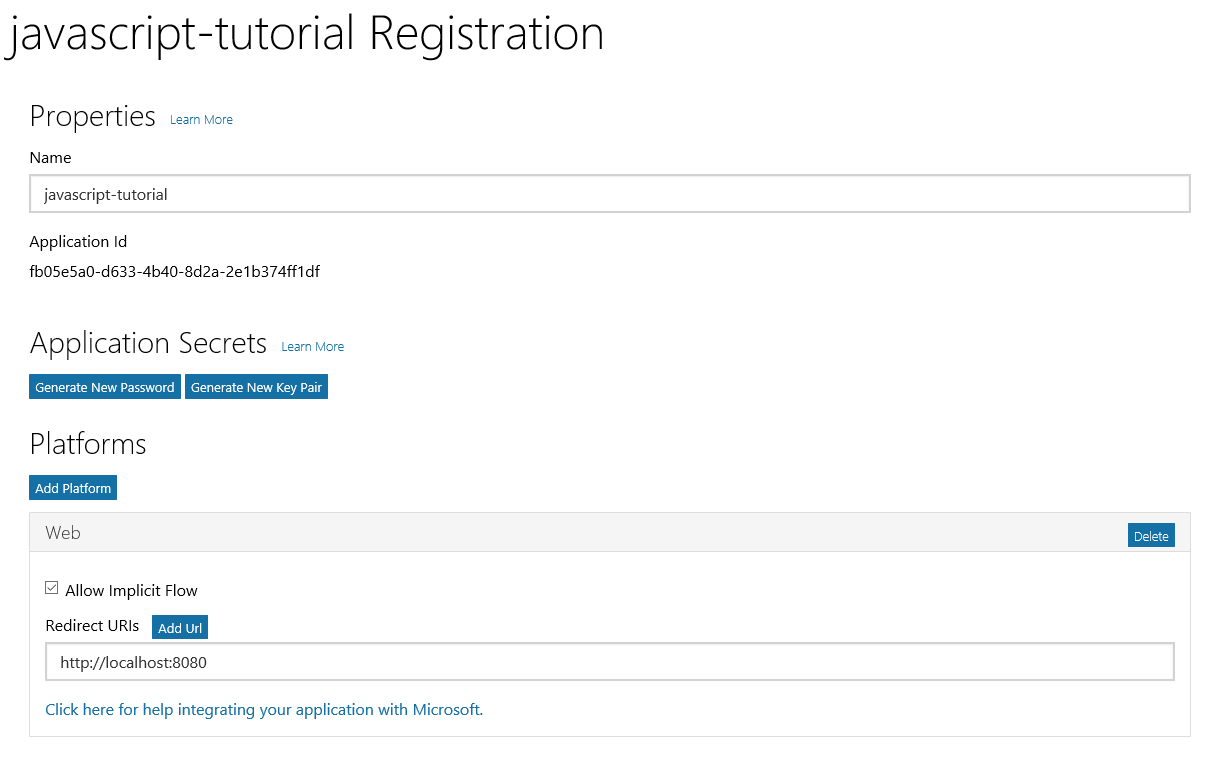 javascript-tutorial Registration
Properties Learn More
Name
javascript-tutorial
Application Id
fb05e5a0-d633-4b40-8d2a-2e1b374ff1df
Application Secrets Learn More
Generate New Password Generate New Key Pair
Platforms
Add Platform
Web Delete
Allow Implicit Flow
Redirect URIs Add Url
http://localhost:8080
Click here for help integrating your application with Microsoft.